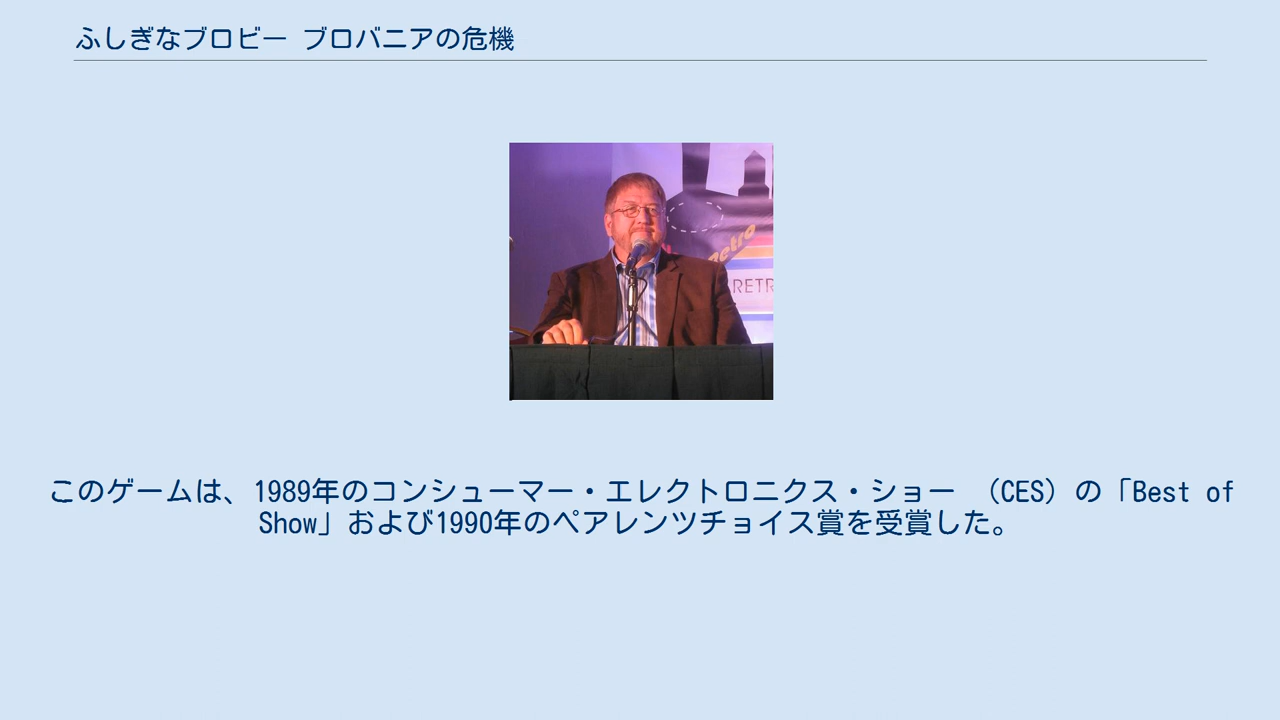 ふしぎなブロビー ブロバニアの危機
etro
RETR
このゲームは、1989年のコンシューマー・エレクトロニクス・ショー （CES）の「Best of
Show」および1990年のペアレンツチョイス賞を受賞した。